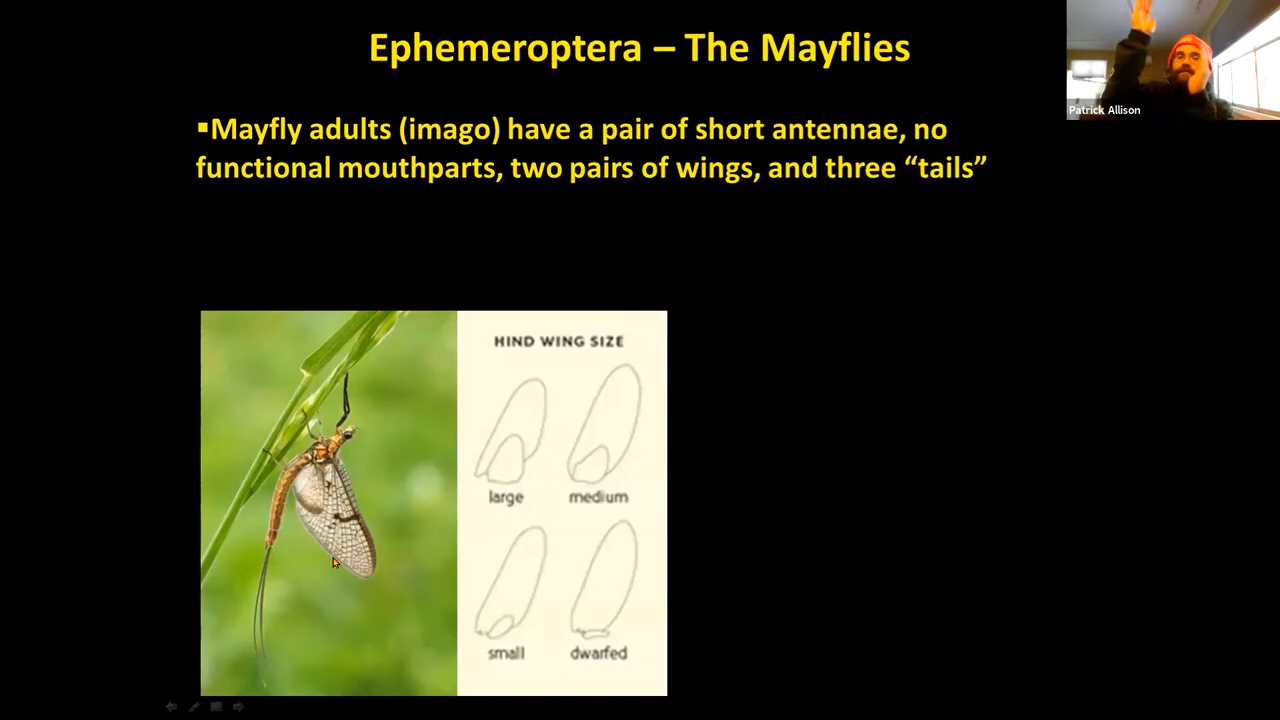 Ephemeroptera – The Mayflies
Patrick Allison
▪Mayfly adults (imago) have a pair of short antennae, no
functional mouthparts, two pairs of wings, and three “tails”
HIND WING SIZE
large
medium
small
dwarfed